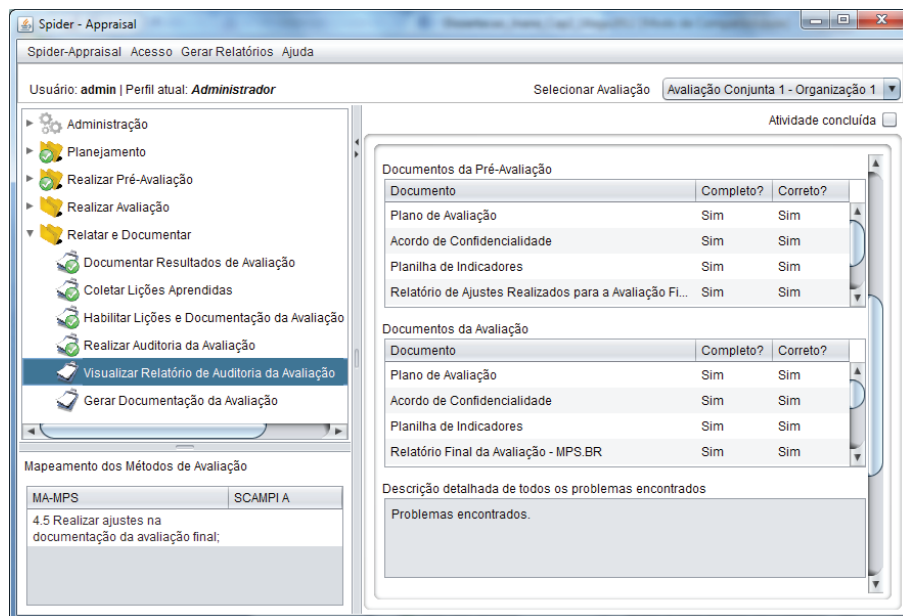 Spider - Appraisal
Spider-Appraisal Acesso Gerar Relatórios Ajuda
Usuário: admin | Perfil atual: Administrador
Selecionar Avaliação
Avaliação Conjunta 1 - Organização 1
Administração
Planejamento
Realizar Pré-Avaliação
Realizar Avaliação
Relatar e Documentar
Documentar Resultados de Avaliação
Coletar Lições Aprendidas
Habilitar Lições e Documentação da Avaliação
Realizar Auditoria da Avaliação
Visualizar Relatório de Auditoria da Avaliação
Gerar Documentação da Avaliação
Mapeamento dos Métodos de Avaliação
MA-MPS SCAMPI A
4.5 Realizar ajustes na
documentação da avaliação final;
Atividade concluída
Documentos da Pré-Avaliação
Documento Completo? Correto?
Plano de Avaliação Sim Sim
Acordo de Confidencialidade Sim Sim
Planilha de Indicadores Sim Sim
Relatório de Ajustes Realizados para a Avaliação Fi... Sim Sim
Documentos da Avaliação
Documento Completo? Correto?
Plano de Avaliação Sim Sim
Acordo de Confidencialidade Sim Sim
Planilha de Indicadores Sim Sim
Relatório Final da Avaliação - MPS.BR Sim Sim
Descrição detalhada de todos os problemas encontrados
Problemas encontrados.